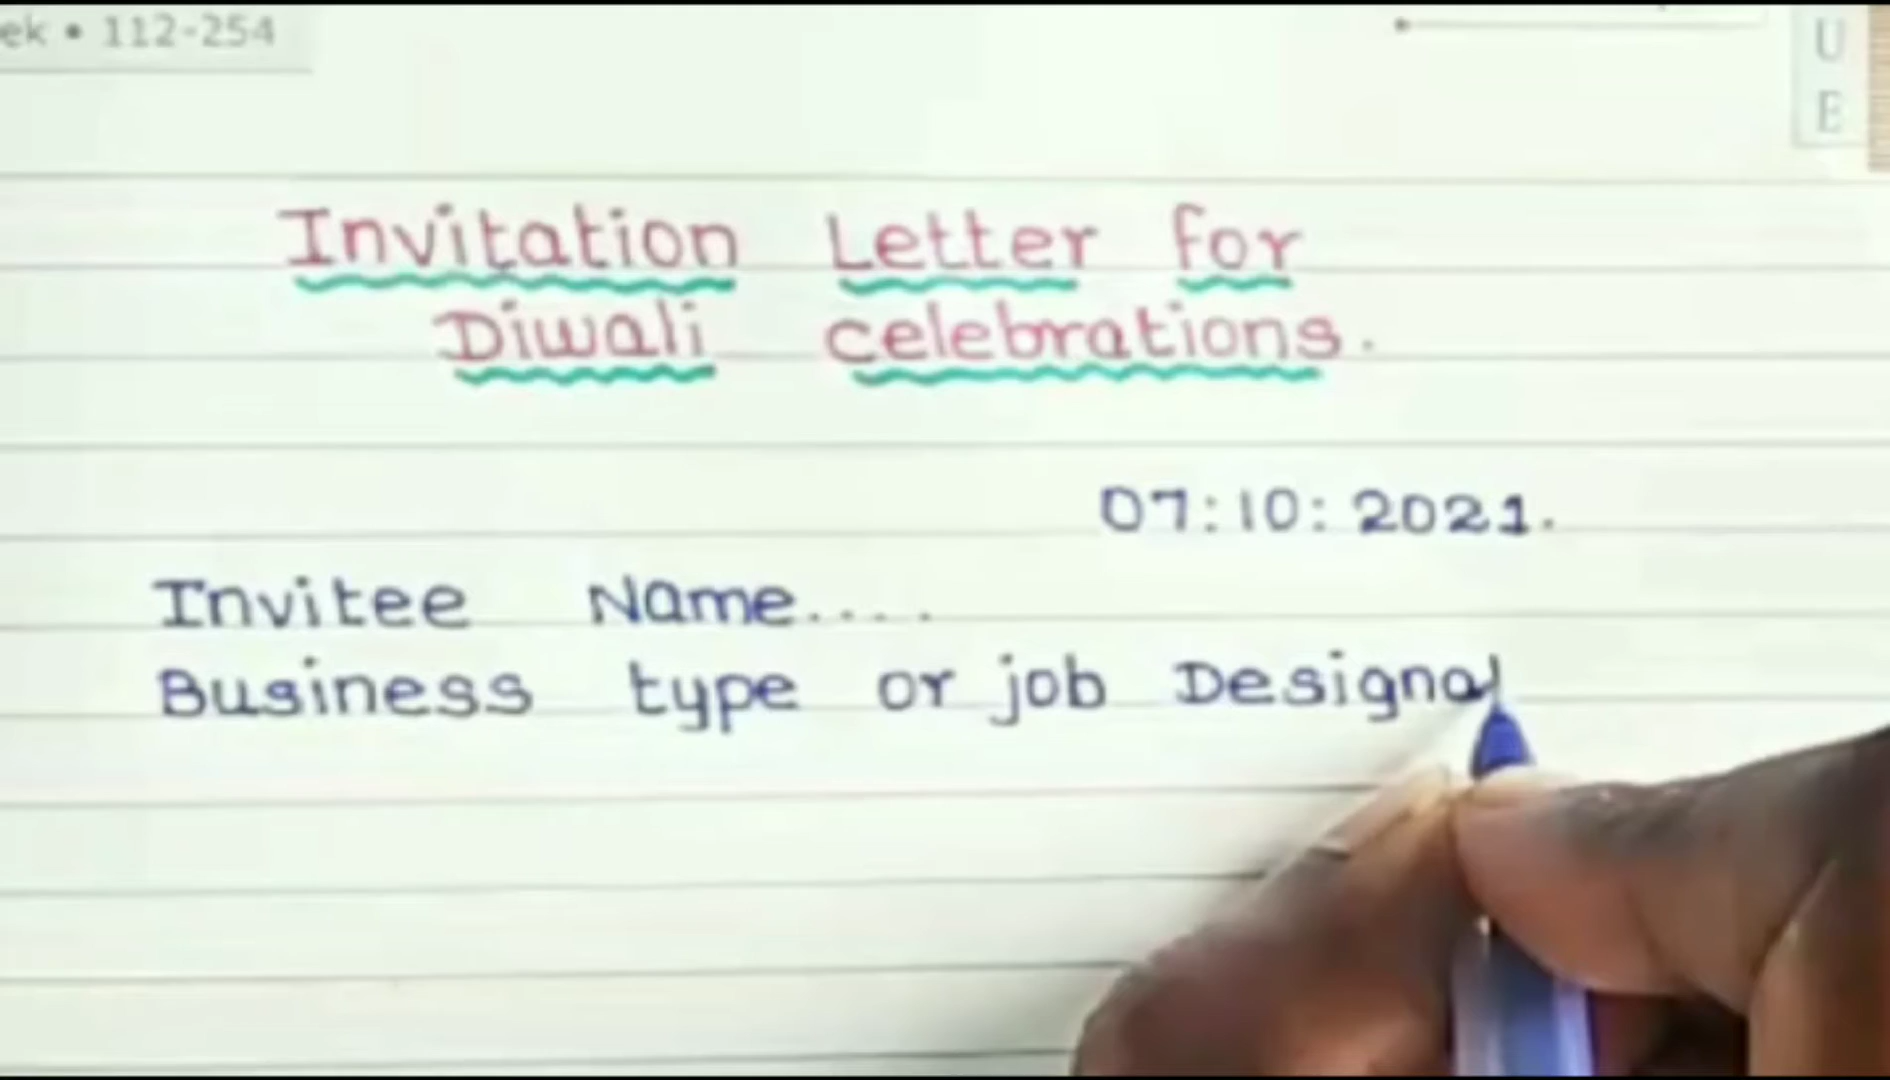 ek • 112-254
U
E
Invitation Letter for
Diwali celebrations.
07:10:2021.
Invitee Name....
Business type or job Designa